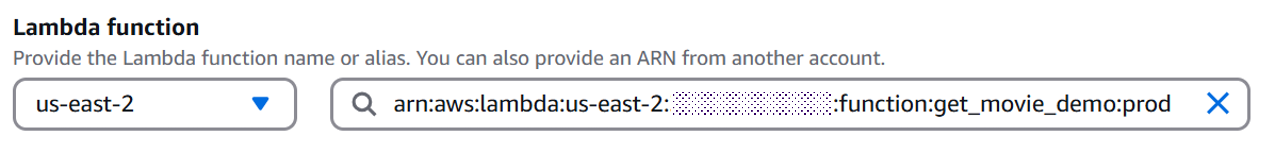 Lambda function
Provide the Lambda function name or alias. You can also provide an ARN from another account.
us-east-2 arn:aws:lambda:us-east-2: :function:get_movie_demo:prod